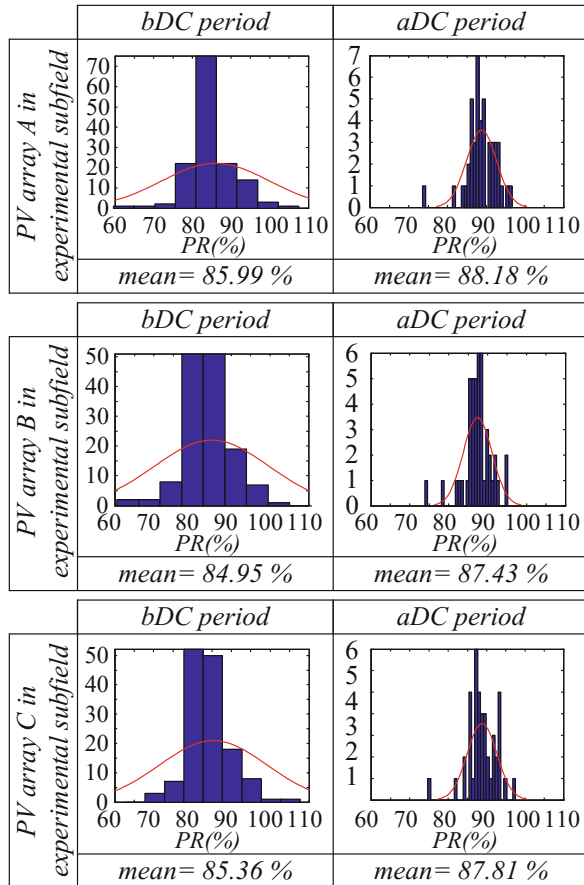 bDC period
aDC period
PV array A in
experimental subfield
70
60
50
40
30
20
10
0
60 70 80 90 100 110
PR(%)
7
6
5
4
3
2
1
0
60 70 80 90 100 110
PR(%)
mean= 85.99 %
mean= 88.18 %
bDC period
aDC period
PV array B in
experimental subfield
50
40
30
20
10
0
60 70 80 90 100 110
PR(%)
6
5
4
3
2
1
0
60 70 80 90 100 110
PR(%)
mean= 84.95 %
mean= 87.43 %
bDC period
aDC period
PV array C in
experimental subfield
50
40
30
20
10
0
60 70 80 90 100 110
PR(%)
6
5
4
3
2
1
60 70 80 90 100 110
PR(%)
mean= 85.36 %
mean= 87.81 %